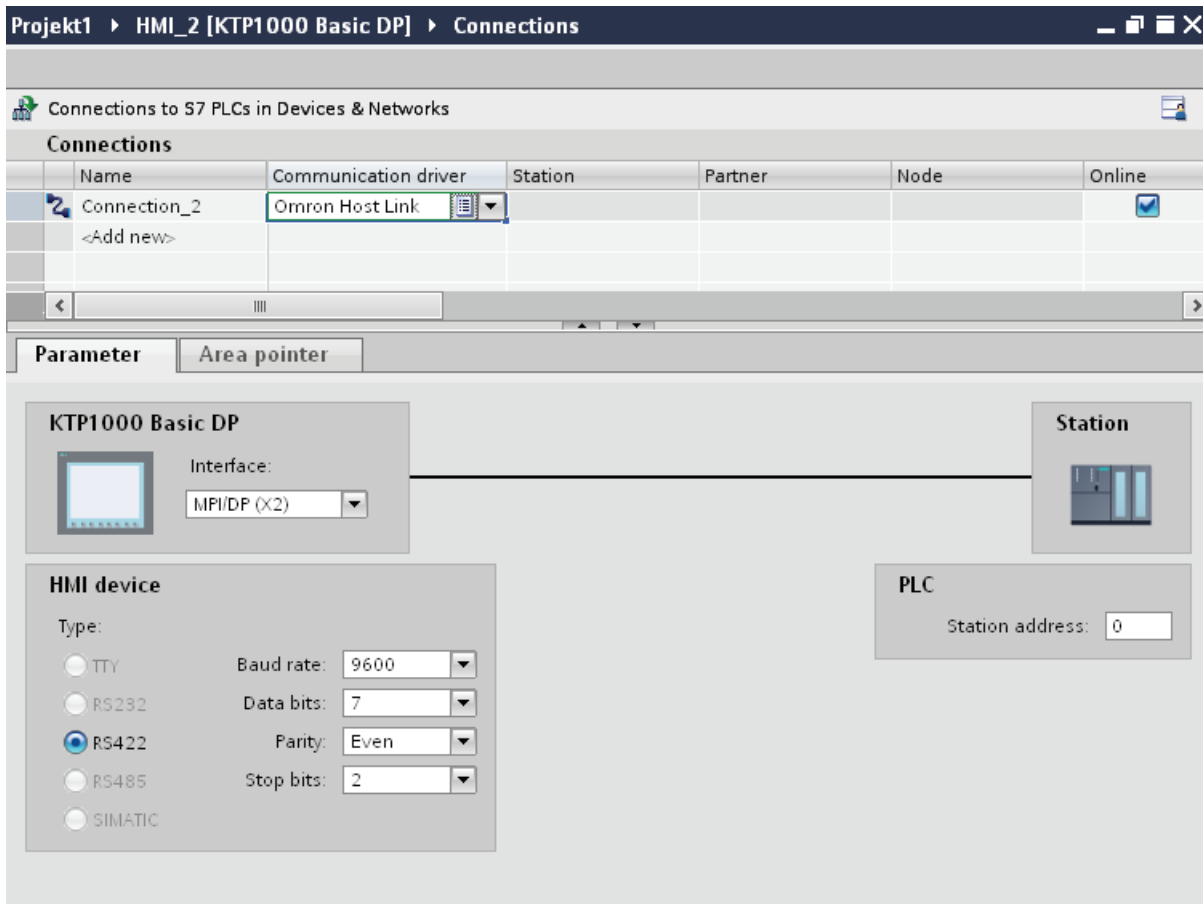 Projekt1 ▸ HMI_2 [KTP1000 Basic DP] ▸ Connections
Connections to S7 PLCs in Devices & Networks
Connections
Name Communication driver Station Partner Node Online
Connection_2 Omron Host Link
<Add new>
Parameter Area pointer
KTP1000 Basic DP
Station
Interface:
MPI/DP (X2)
HMI device
PLC
Type:
Station address: 0
TTY Baud rate: 9600
RS232 Data bits: 7
RS422 Parity: Even
RS485 Stop bits: 2
SIMATIC